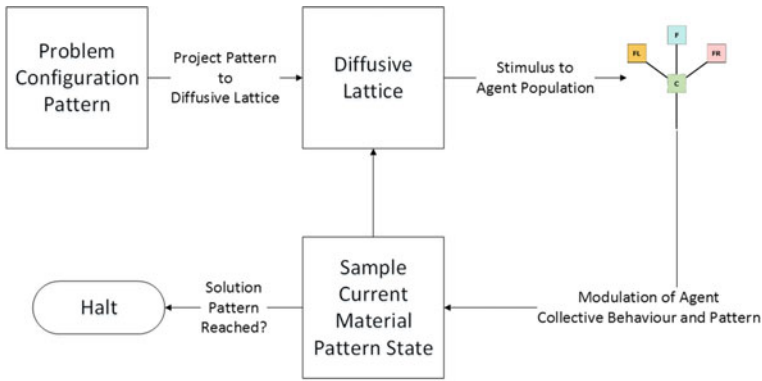 Problem
Configuration
Pattern
Project Pattern
to
Diffusive Lattice
Diffusive
Lattice
Stimulus to
Agent Population
F
FL
FR
C
Halt
Solution
Pattern
Reached?
Sample
Current
Material
Pattern State
Modulation of Agent
Collective Behaviour and Pattern